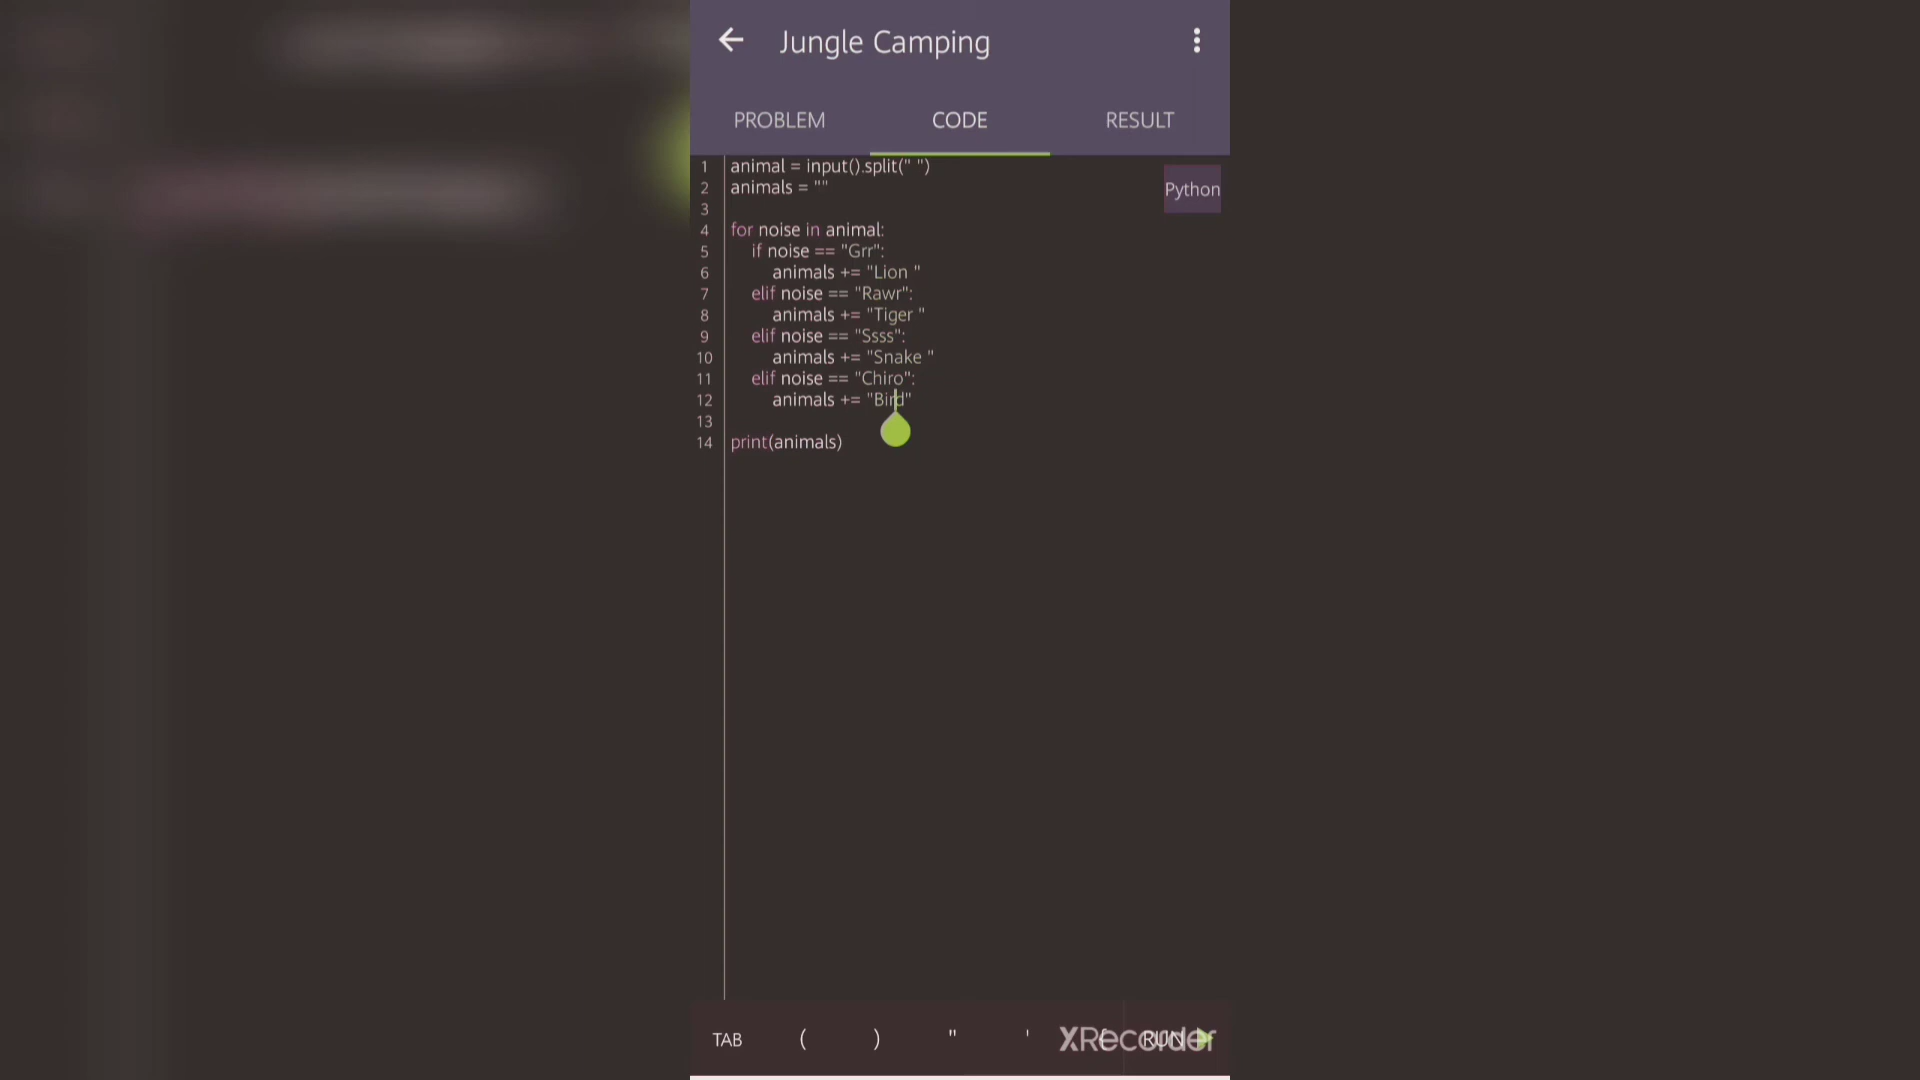 Jungle Camping
PROBLEM CODE RESULT
1 animal = input().split(" ")
Python
2 animals = ""
3
4 for noise in animal:
5 if noise == "Grr":
6 animals += "Lion "
7 elif noise == "Rawr":
8 animals += "Tiger "
9 elif noise == "Ssss":
10 animals += "Snake "
11 elif noise == "Chiro":
12 animals += "Bird"
13
14 print(animals)
TAB ( ) " ' { RUN
XRecorder